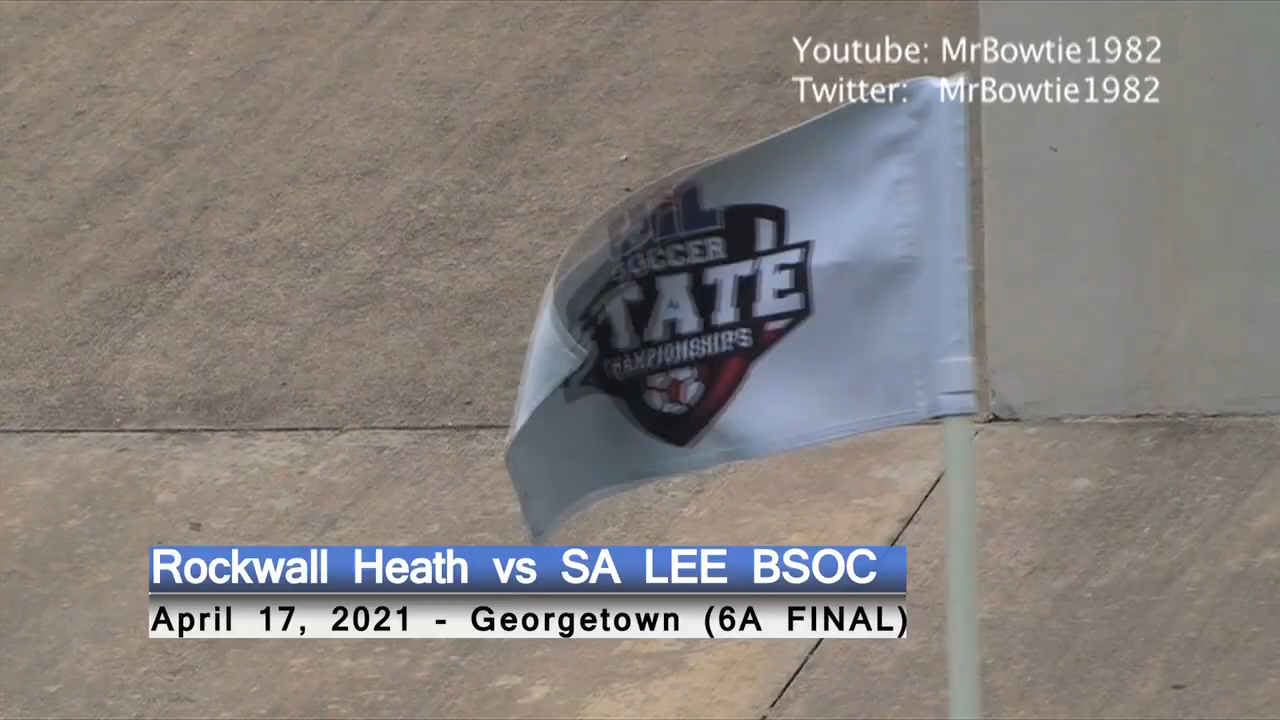 Youtube: MrBowtie1982
Twitter: MrBowtie1982
UIL
SOCCER
STATE
CHAMPIONSHIPS
Rockwall Heath vs SA LEE BSOC
April 17, 2021 - Georgetown (6A FINAL)